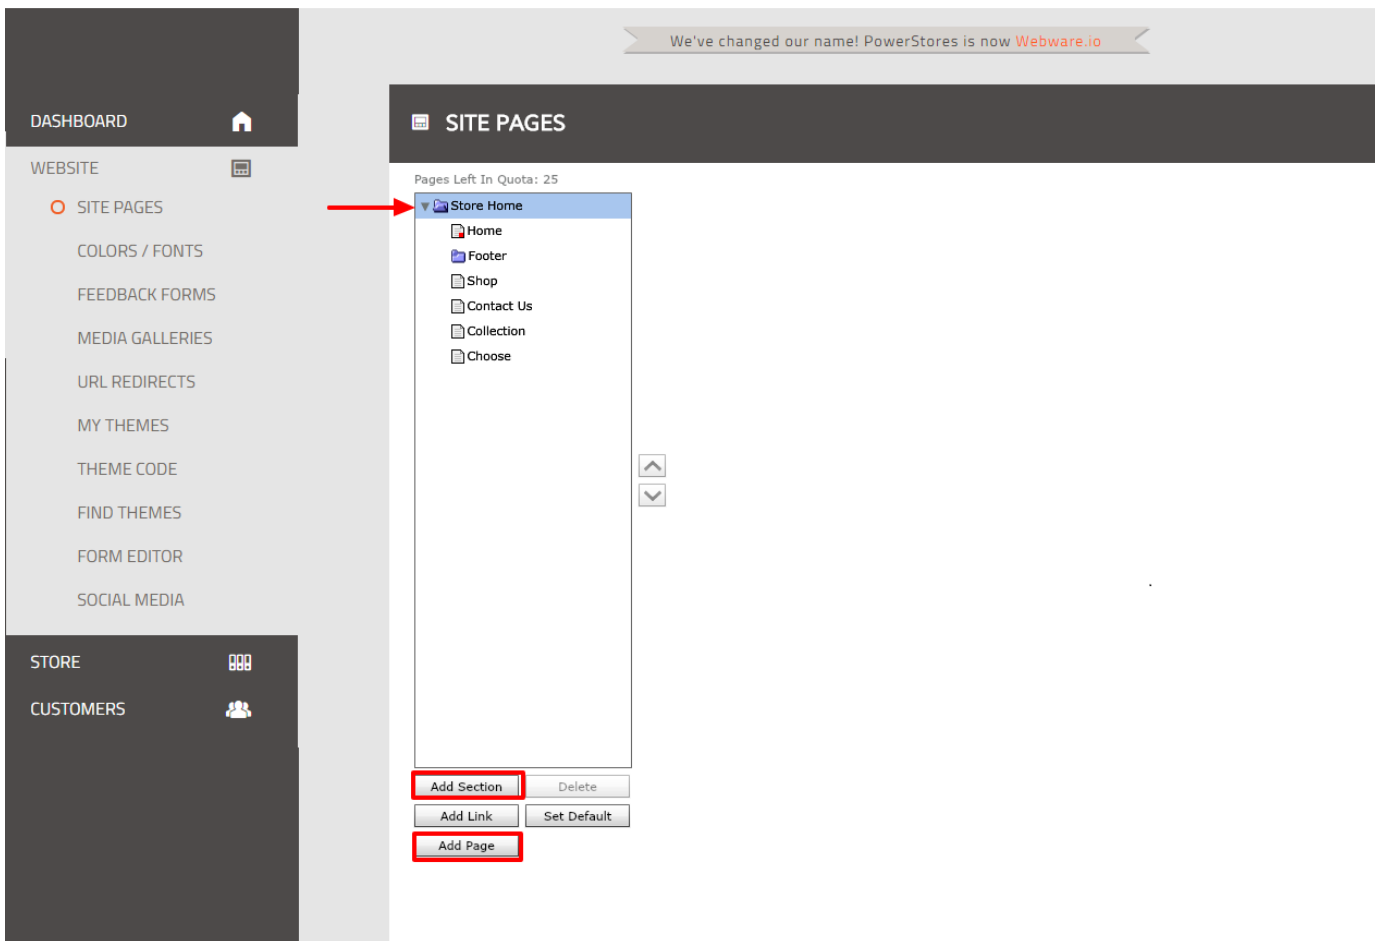 We've changed our name! PowerStores is now Webware.io
DASHBOARD
WEBSITE
SITE PAGES
COLORS / FONTS
FEEDBACK FORMS
MEDIA GALLERIES
URL REDIRECTS
MY THEMES
THEME CODE
FIND THEMES
FORM EDITOR
SOCIAL MEDIA
STORE
CUSTOMERS
SITE PAGES
Pages Left In Quota: 25
Store Home
Home
Footer
Shop
Contact Us
Collection
Choose
Add Section
Delete
Add Link
Set Default
Add Page
.